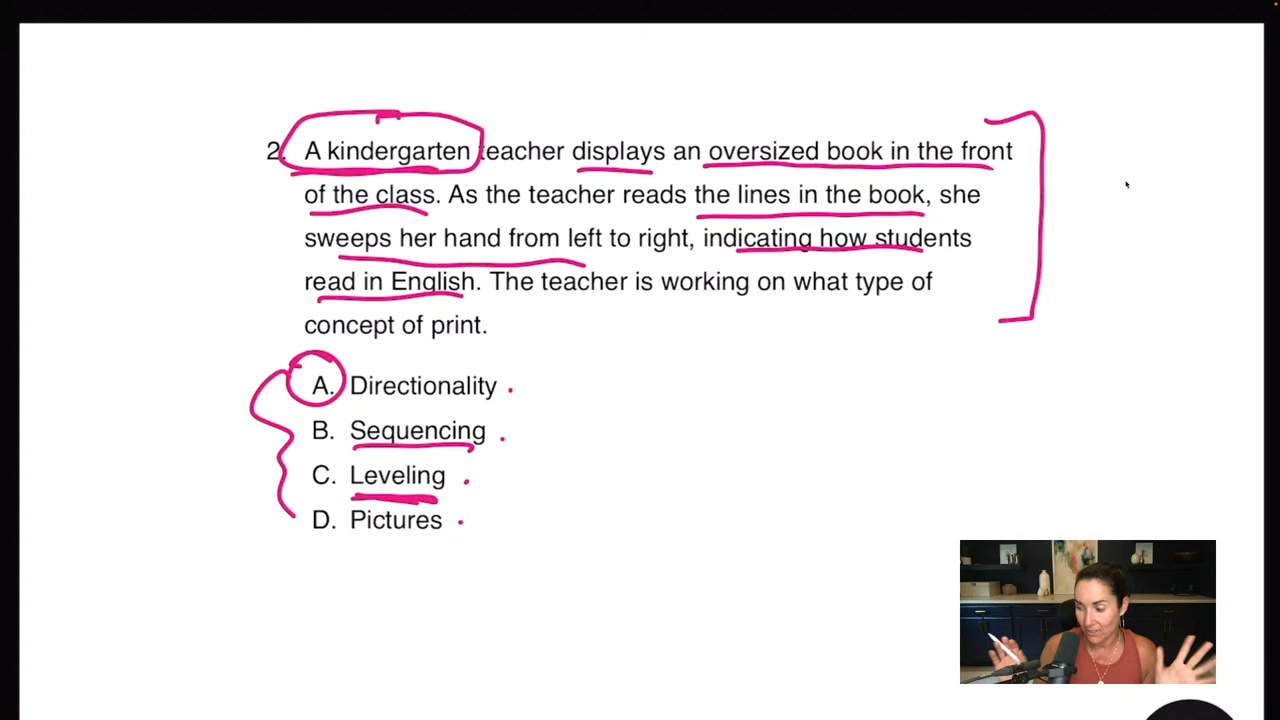 2. A kindergarten teacher displays an oversized book in the front
of the class. As the teacher reads the lines in the book, she
sweeps her hand from left to right, indicating how students
read in English. The teacher is working on what type of
concept of print.
A. Directionality
B. Sequencing
C. Leveling
D. Pictures